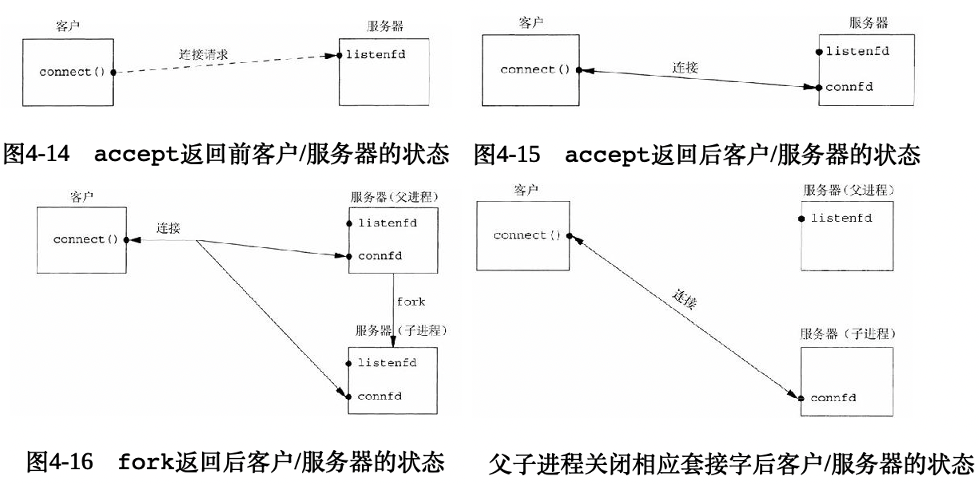 客户
服务器
连接请求
listenfd
connect()
图4-14 accept返回前客户/服务器的状态
客户
服务器
listenfd
connect()
连接
connfd
图4-15 accept返回后客户/服务器的状态
客户
服务器(父进程)
listenfd
连接
connect()
connfd
fork
服务器(子进程)
listenfd
connfd
图4-16 fork返回后客户/服务器的状态
客户
服务器(父进程)
listenfd
connect()
连接
服务器(子进程)
connfd
父子进程关闭相应套接字后客户/服务器的状态